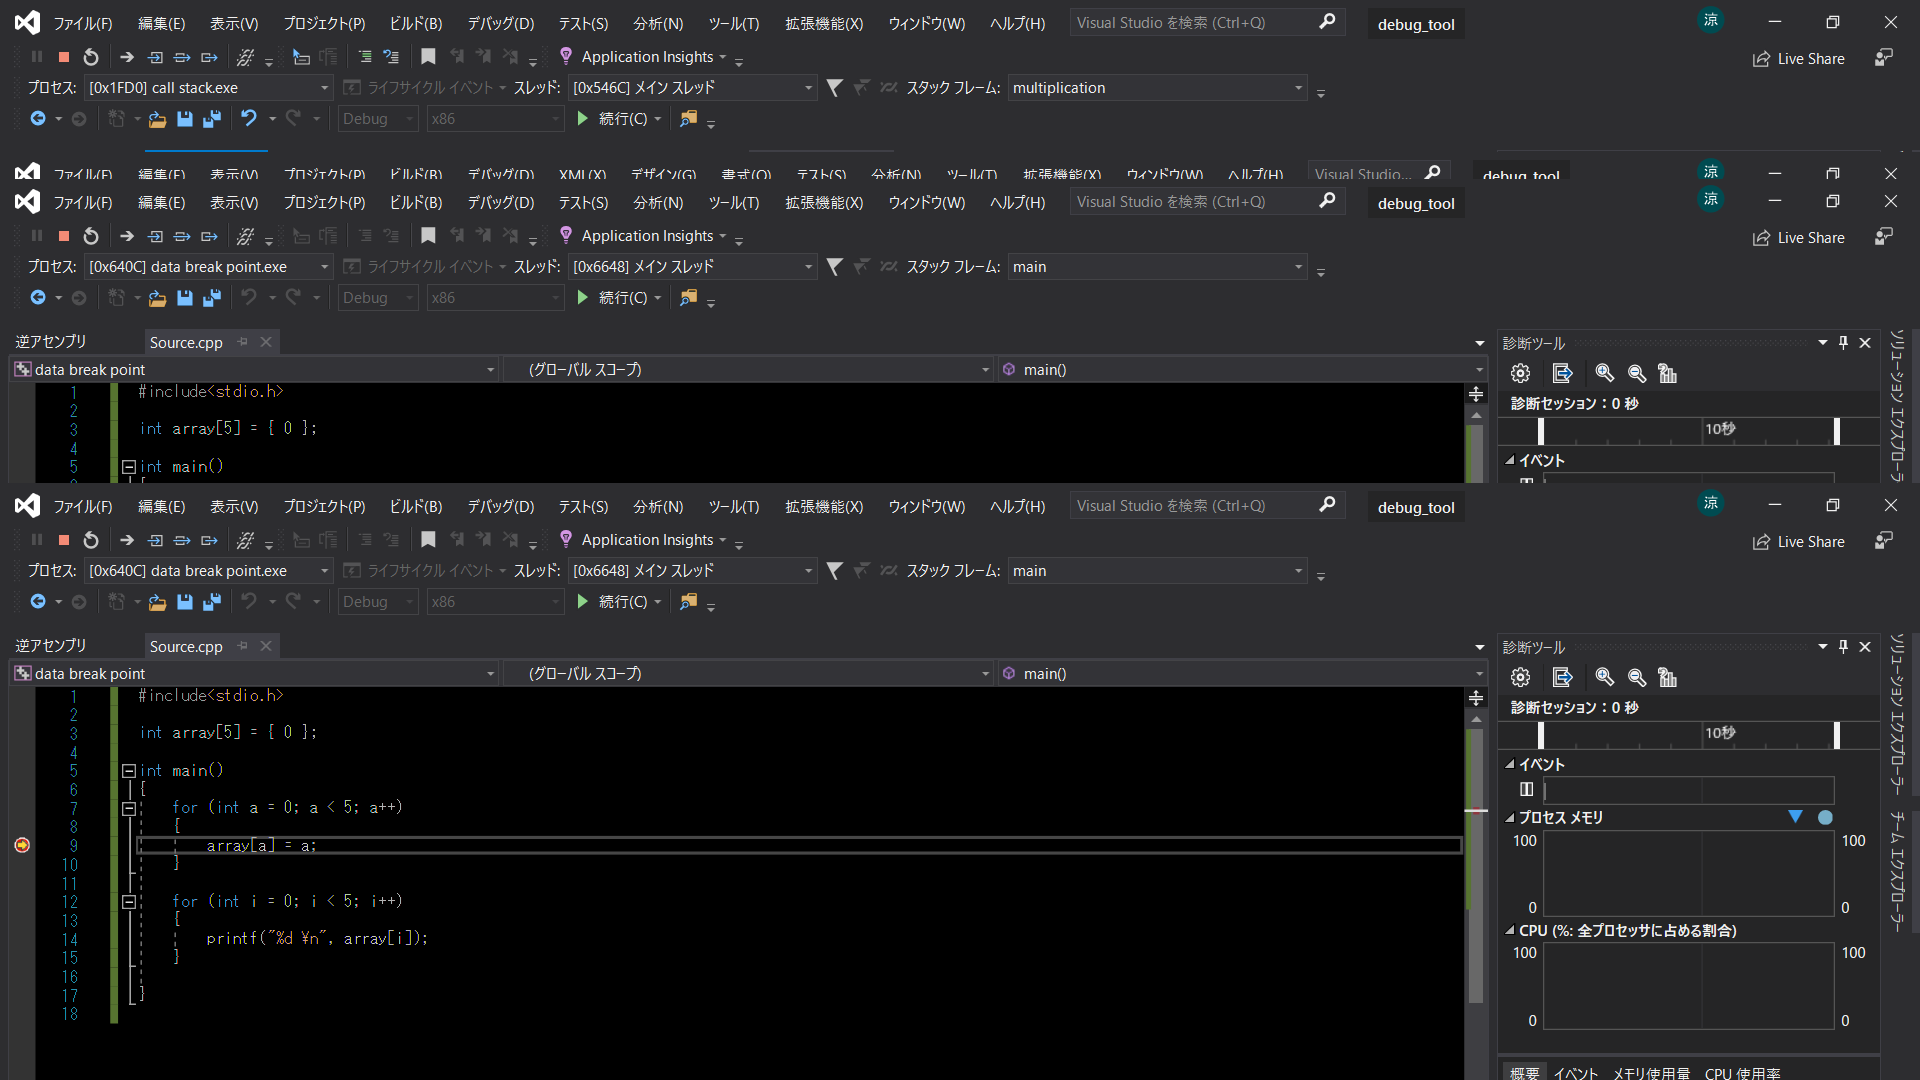 ファイル(F) 編集(E) 表示(V) プロジェクト(P) ビルド(B) デバッグ(D) テスト(S) 分析(N) ツール(T) 拡張機能(X) ウィンドウ(W) ヘルプ(H) Visual Studio を検索 (Ctrl+Q) debug_tool 涼
Application Insights Live Share
プロセス: [0x1FD0] call stack.exe ライフサイクル イベント スレッド: [0x546C] メイン スレッド スタック フレーム: multiplication
Debug x86 続行(C)
ファイル(F) 編集(E) 表示(V) プロジェクト(P) ビルド(B) デバッグ(D) XML(X) デザイン(G) 書式(O) テスト(S) 分析(N) ツール(T) 拡張機能(X) ウィンドウ(W) ヘルプ(H) Visual Studio... debug_tool 涼
ファイル(F) 編集(E) 表示(V) プロジェクト(P) ビルド(B) デバッグ(D) テスト(S) 分析(N) ツール(T) 拡張機能(X) ウィンドウ(W) ヘルプ(H) Visual Studio を検索 (Ctrl+Q) debug_tool 涼
Application Insights Live Share
プロセス: [0x640C] data break point.exe ライフサイクル イベント スレッド: [0x6648] メイン スレッド スタック フレーム: main
Debug x86 続行(C)
逆アセンブリ Source.cpp 診断ツール
data break point (グローバル スコープ) main()
診断セッション：0 秒
10秒
イベント
ソリューション エクスプローラー
1 #include<stdio.h>
2
3 int array[5] = { 0 };
4
5 int main()
ファイル(F) 編集(E) 表示(V) プロジェクト(P) ビルド(B) デバッグ(D) テスト(S) 分析(N) ツール(T) 拡張機能(X) ウィンドウ(W) ヘルプ(H) Visual Studio を検索 (Ctrl+Q) debug_tool 涼
Application Insights Live Share
プロセス: [0x640C] data break point.exe ライフサイクル イベント スレッド: [0x6648] メイン スレッド スタック フレーム: main
Debug x86 続行(C)
逆アセンブリ Source.cpp
data break point (グローバル スコープ) main()
1 #include<stdio.h>
2
3 int array[5] = { 0 };
4
5 int main()
6 {
7 for (int a = 0; a < 5; a++)
8 {
9 array[a] = a;
10 }
11
12 for (int i = 0; i < 5; i++)
13 {
14 printf("%d ¥n", array[i]);
15 }
16
17 }
18
診断ツール
診断セッション：0 秒
10秒
イベント
プロセス メモリ
100 100
0 0
CPU (%: 全プロセッサに占める割合)
100 100
0 0
概要 イベント メモリ使用量 CPU 使用率
ソリューション エクスプローラー
チーム エクスプローラー